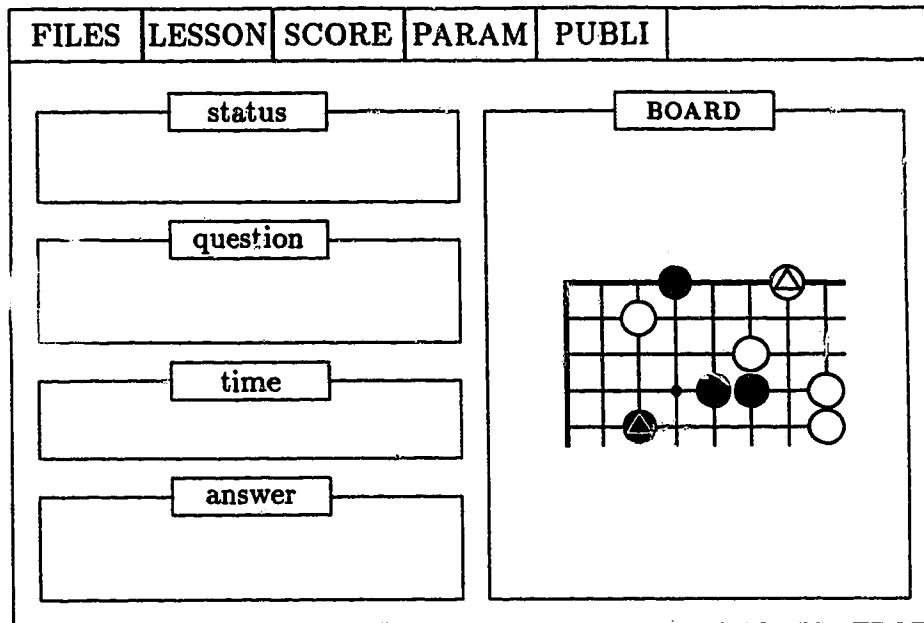 FILES LESSON SCORE PARAM PUBLI
status
BOARD
question
time
answer